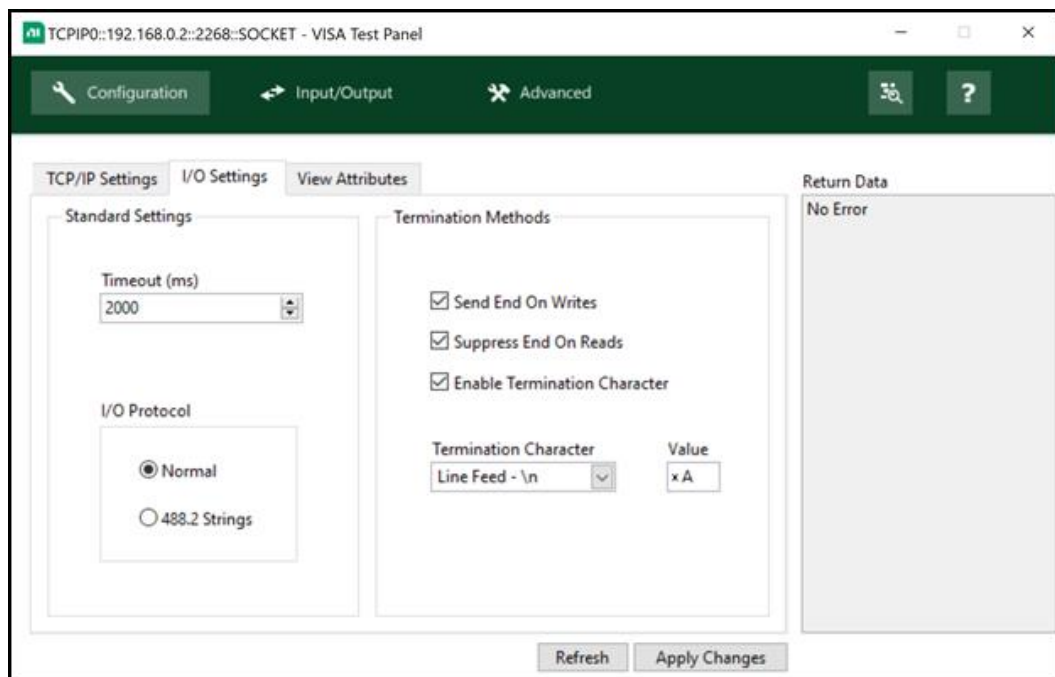 TCPIP0::192.168.0.2::2268::SOCKET - VISA Test Panel
Configuration
Input/Output
Advanced
?
TCP/IP Settings
I/O Settings
View Attributes
Return Data
No Error
Standard Settings
Timeout (ms)
2000
I/O Protocol
Normal
488.2 Strings
Termination Methods
Send End On Writes
Suppress End On Reads
Enable Termination Character
Termination Character
Value
Line Feed - \n
xA
Refresh
Apply Changes